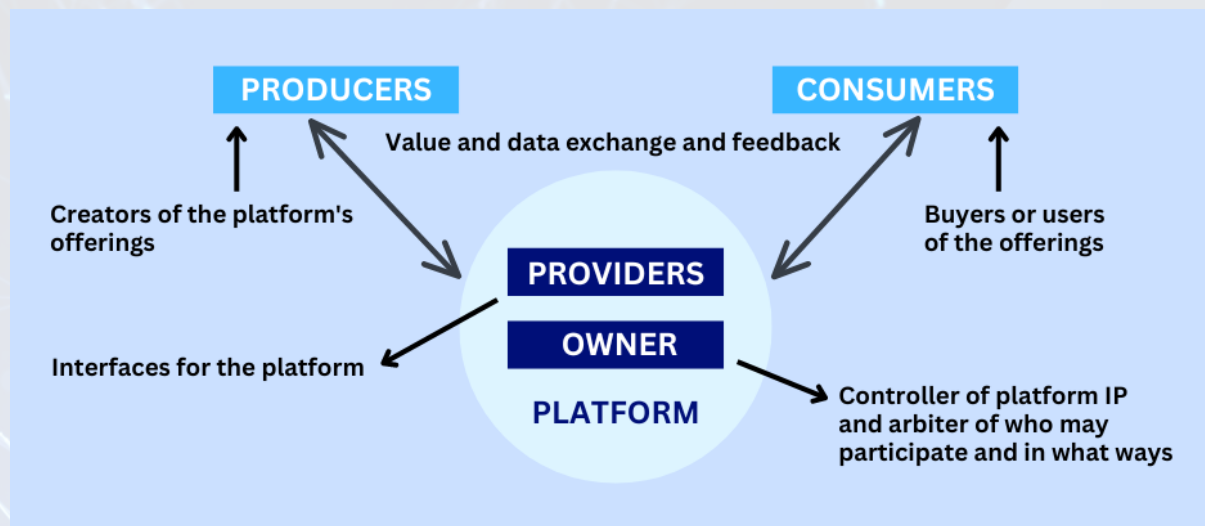 PRODUCERS
CONSUMERS
Value and data exchange and feedback
Creators of the platform's
offerings
Buyers or users
of the offerings
PROVIDERS
OWNER
PLATFORM
Interfaces for the platform
Controller of platform IP
and arbiter of who may
participate and in what ways